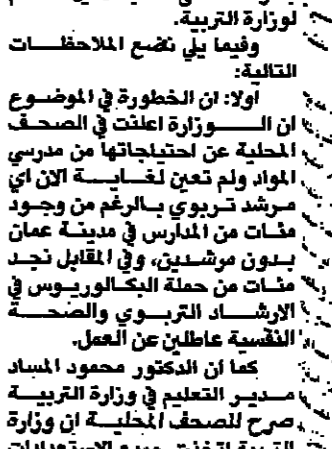 لوزارة التربية.
وفيما يلي نضع الملاحظات
التالية:
اولا: ان الخطورة في الموضوع
ان الوزارة اعلنت في الصحف
المحلية عن احتياجاتها من مدرسي
المواد ولم تعين لغاية الان اي
مرشد تربوي بالرغم من وجود
مئات من المدارس في مدينة عمان
بدون مرشدين، وفي المقابل نجد
مئات من حملة البكالوريوس في
الارشاد التربوي والصحة
النفسية عاطلين عن العمل.
كما ان الدكتور محمود المساد
مدير التعليم في وزارة التربية
صرح للصحف المحلية ان وزارة